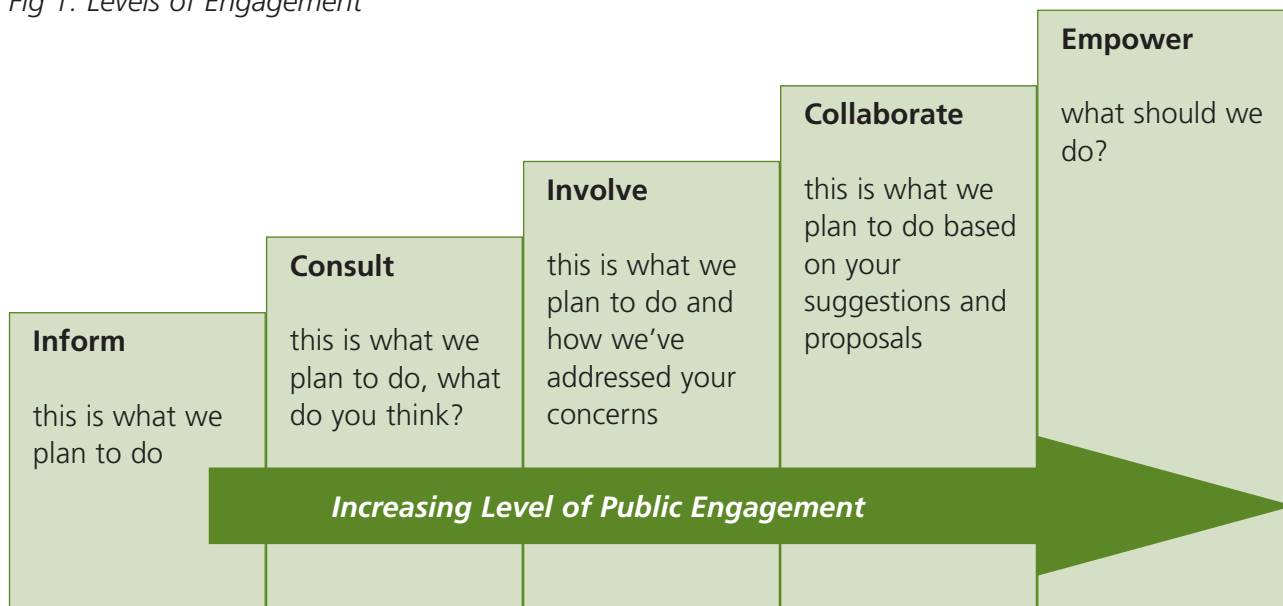 Fig 1: Levels of Engagement
Inform
this is what we
plan to do
Consult
this is what we
plan to do, what
do you think?
Involve
this is what we
plan to do and
how we've
addressed your
concerns
Collaborate
this is what we
plan to do based
on your
suggestions and
proposals
Empower
what should we
do?
Increasing Level of Public Engagement